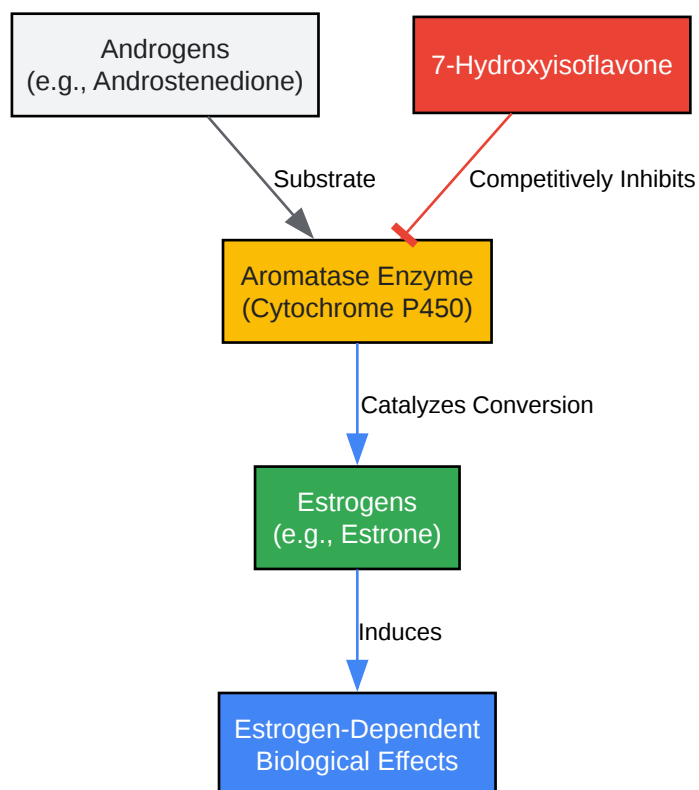 Androgens
(e.g., Androstenedione)
7-Hydroxyisoflavone
Substrate
Competitively Inhibits
Aromatase Enzyme
(Cytochrome P450)
Catalyzes Conversion
Estrogens
(e.g., Estrone)
Induces
Estrogen-Dependent
Biological Effects